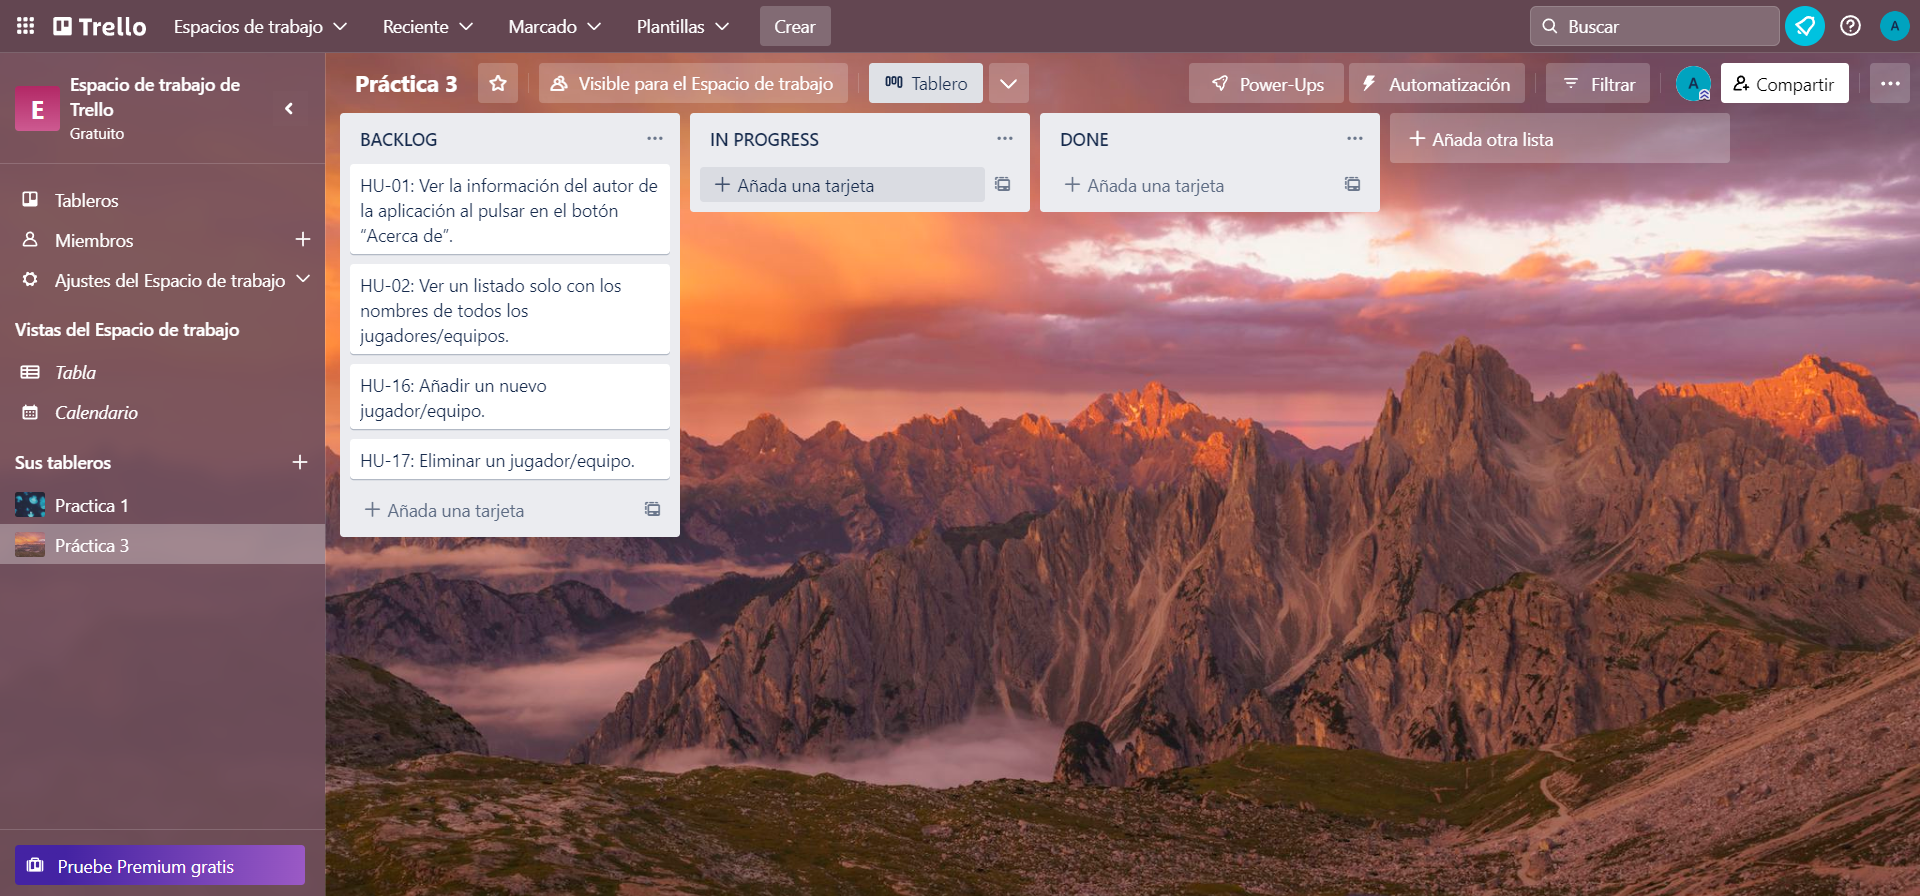 Trello
Espacios de trabajo
Reciente
Marcado
Plantillas
Crear
Buscar
A
E
Espacio de trabajo de
Trello
Gratuito
Práctica 3
Visible para el Espacio de trabajo
Tablero
Power-Ups
Automatización
Filtrar
A
Compartir
Tableros
Miembros
Ajustes del Espacio de trabajo
Vistas del Espacio de trabajo
Tabla
Calendario
Sus tableros
Practica 1
Práctica 3
Pruebe Premium gratis
BACKLOG
HU-01: Ver la información del autor de
la aplicación al pulsar en el botón
“Acerca de”.
HU-02: Ver un listado solo con los
nombres de todos los
jugadores/equipos.
HU-16: Añadir un nuevo
jugador/equipo.
HU-17: Eliminar un jugador/equipo.
+ Añada una tarjeta
IN PROGRESS
+ Añada una tarjeta
DONE
+ Añada una tarjeta
+ Añada otra lista